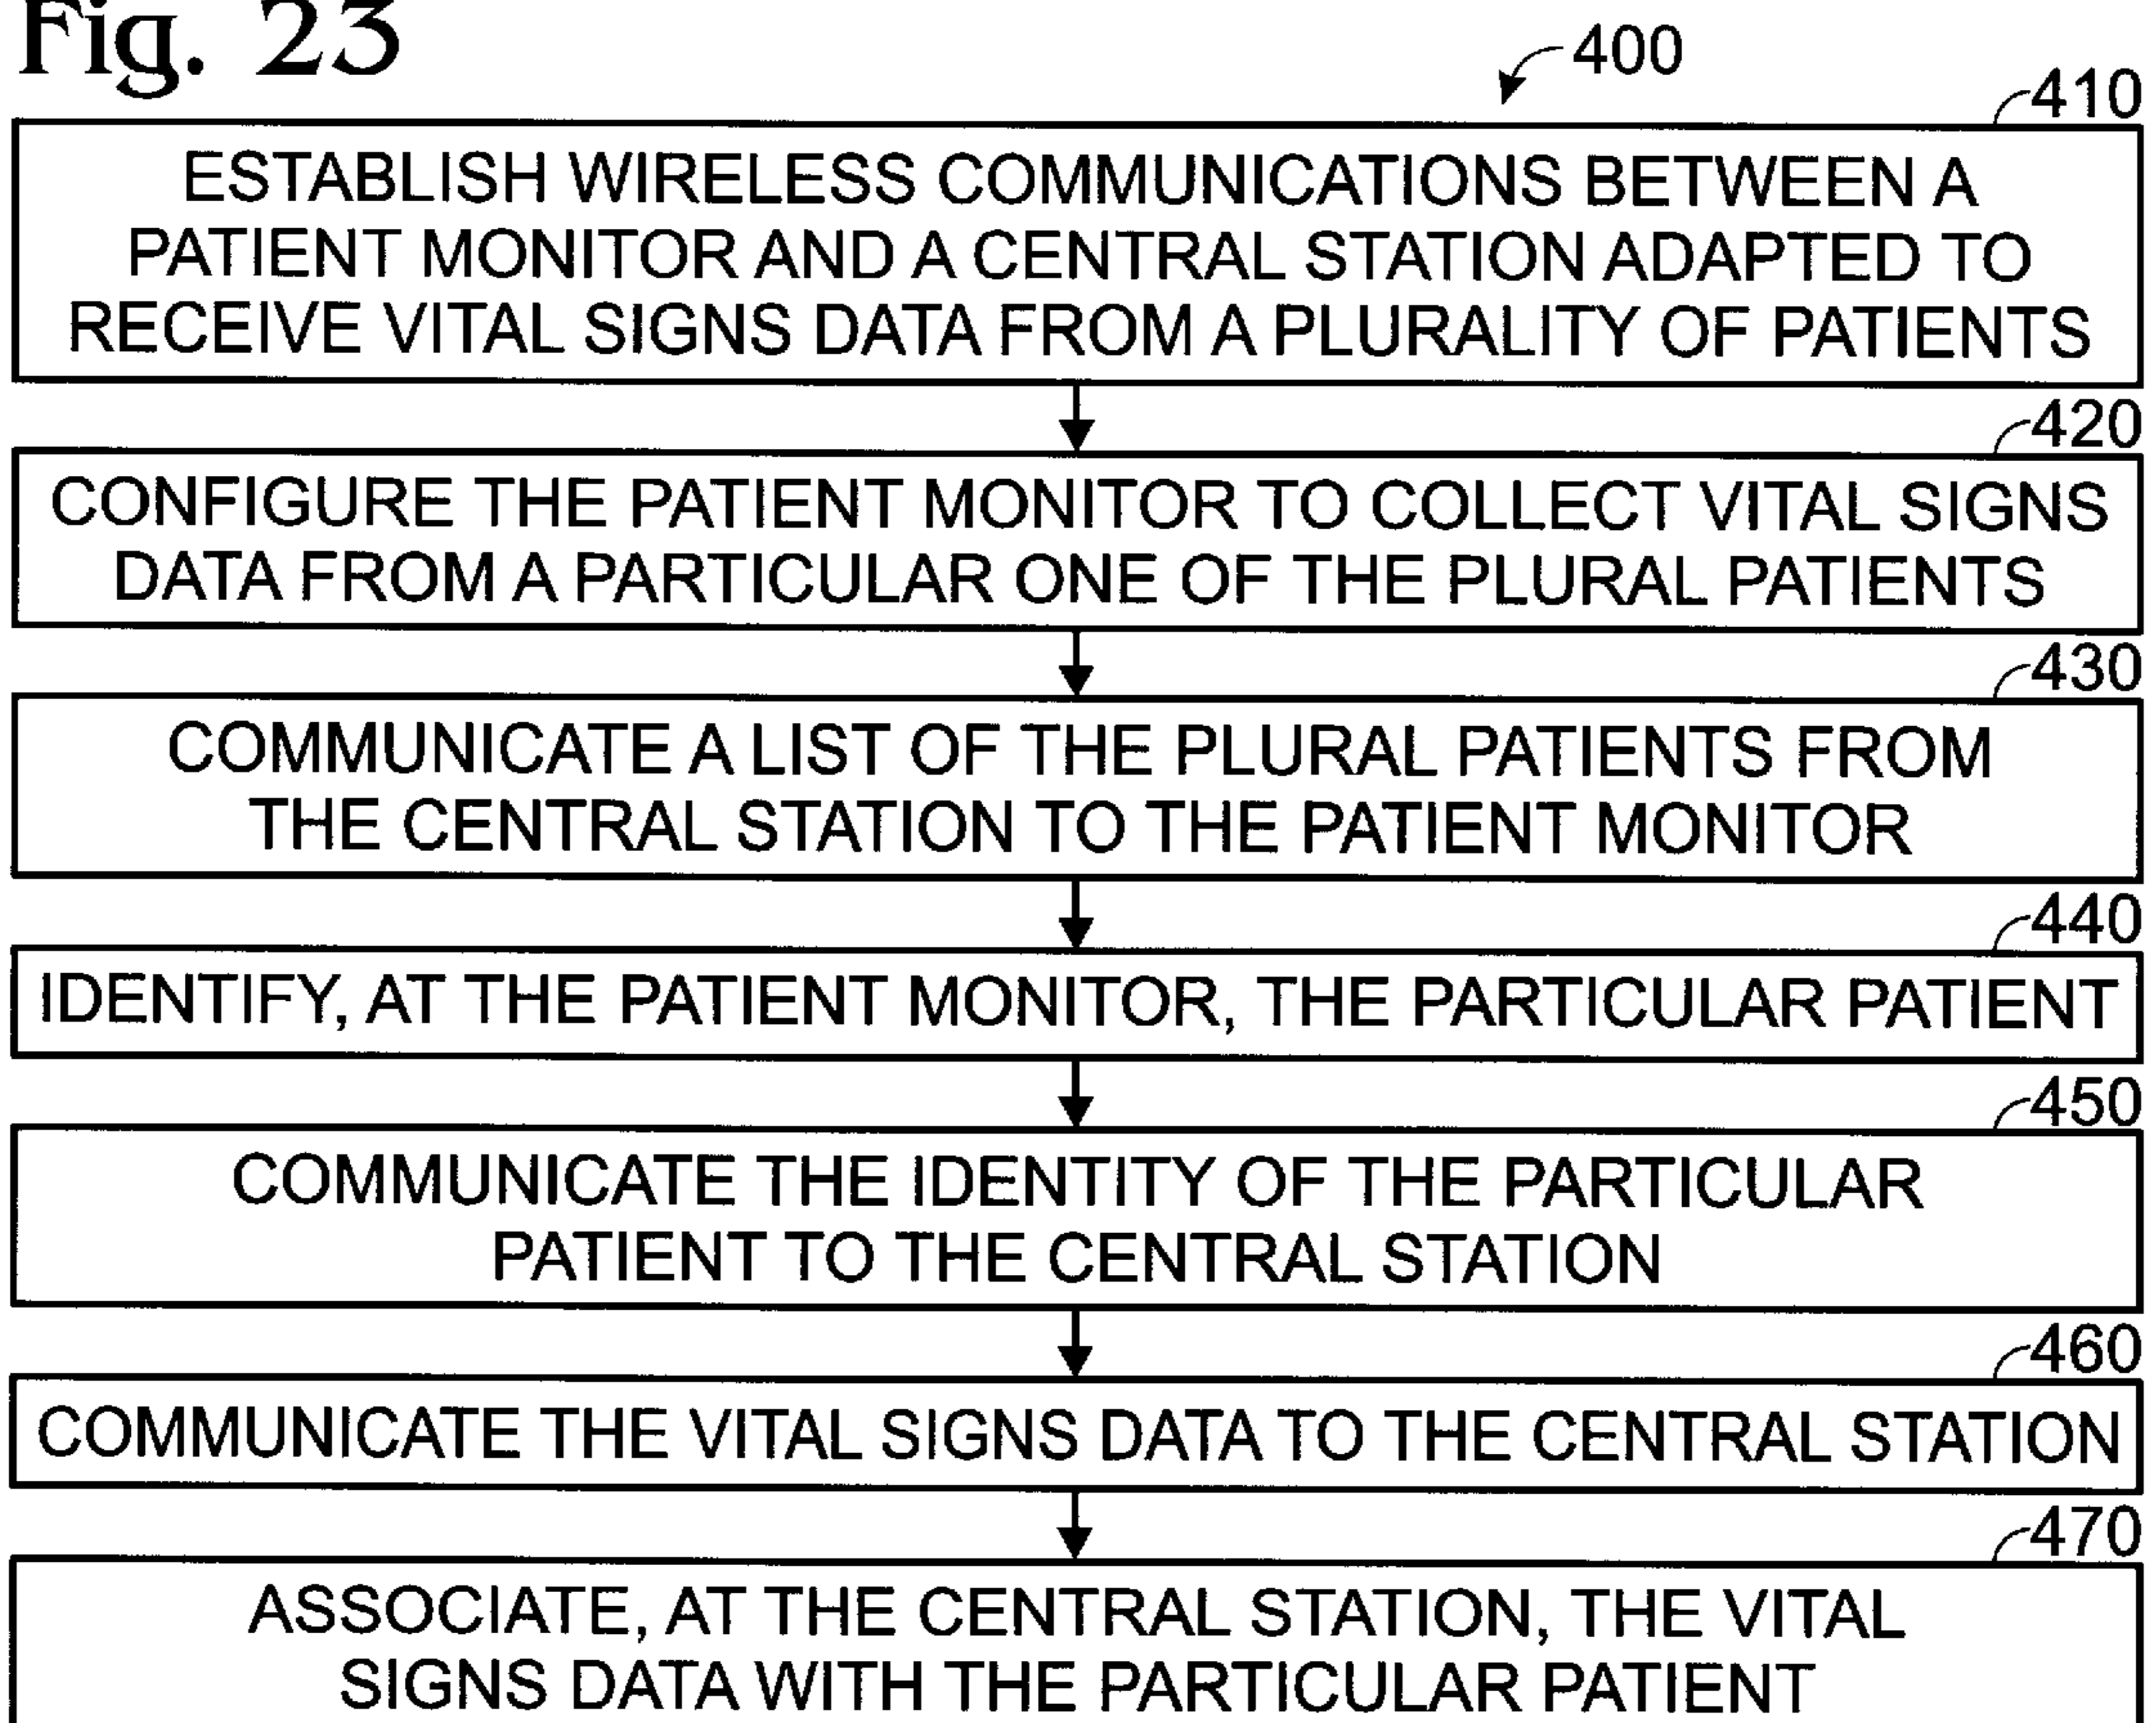 Fig. 23
400
410
ESTABLISH WIRELESS COMMUNICATIONS BETWEEN A
PATIENT MONITOR AND A CENTRAL STATION ADAPTED TO
RECEIVE VITAL SIGNS DATA FROM A PLURALITY OF PATIENTS
420
CONFIGURE THE PATIENT MONITOR TO COLLECT VITAL SIGNS
DATA FROM A PARTICULAR ONE OF THE PLURAL PATIENTS
430
COMMUNICATE A LIST OF THE PLURAL PATIENTS FROM
THE CENTRAL STATION TO THE PATIENT MONITOR
440
IDENTIFY, AT THE PATIENT MONITOR, THE PARTICULAR PATIENT
450
COMMUNICATE THE IDENTITY OF THE PARTICULAR
PATIENT TO THE CENTRAL STATION
460
COMMUNICATE THE VITAL SIGNS DATA TO THE CENTRAL STATION
470
ASSOCIATE, AT THE CENTRAL STATION, THE VITAL
SIGNS DATA WITH THE PARTICULAR PATIENT